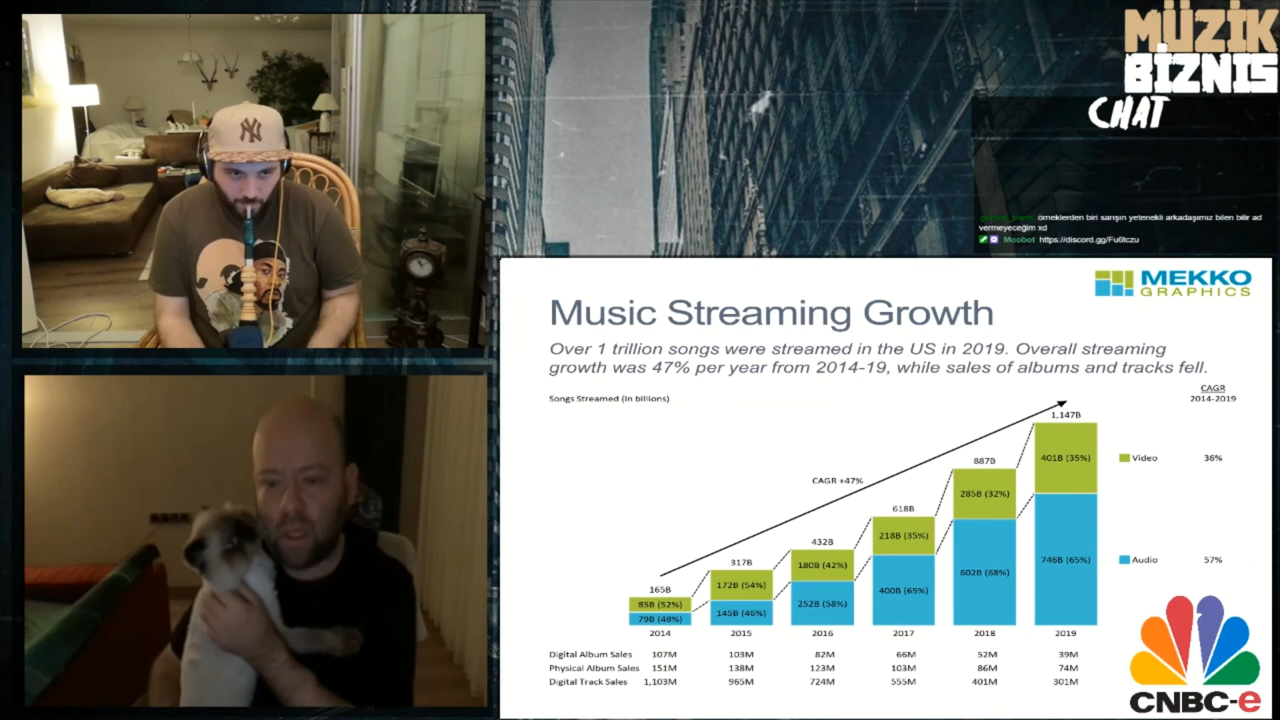 MÜZİK
BİZNIS
CHAT
örneklerden biri sarışın yetenekli arkadaşımız bilen bilir ad
vermeyeceğim xd
Moobot https://discord.gg/Fu6tczu
NY
MEKKO
GRAPHICS
Music Streaming Growth
Over 1 trillion songs were streamed in the US in 2019. Overall streaming
growth was 47% per year from 2014-19, while sales of albums and tracks fell.
Songs Streamed (in billions)
CAGR
2014-2019
1,147B
401B (35%)
Video 36%
887B
CAGR +47%
285B (32%)
618B
218B (35%)
432B
180B (42%)
746B (65%)
Audio 57%
317B
602B (68%)
172B (54%)
400B (65%)
165B
252B (58%)
85B (52%)
145B (46%)
79B (48%)
2014 2015 2016 2017 2018 2019
Digital Album Sales 107M 103M 82M 66M 52M 39M
Physical Album Sales 151M 138M 123M 103M 86M 74M
Digital Track Sales 1,103M 965M 724M 555M 401M 301M
CNBC-e